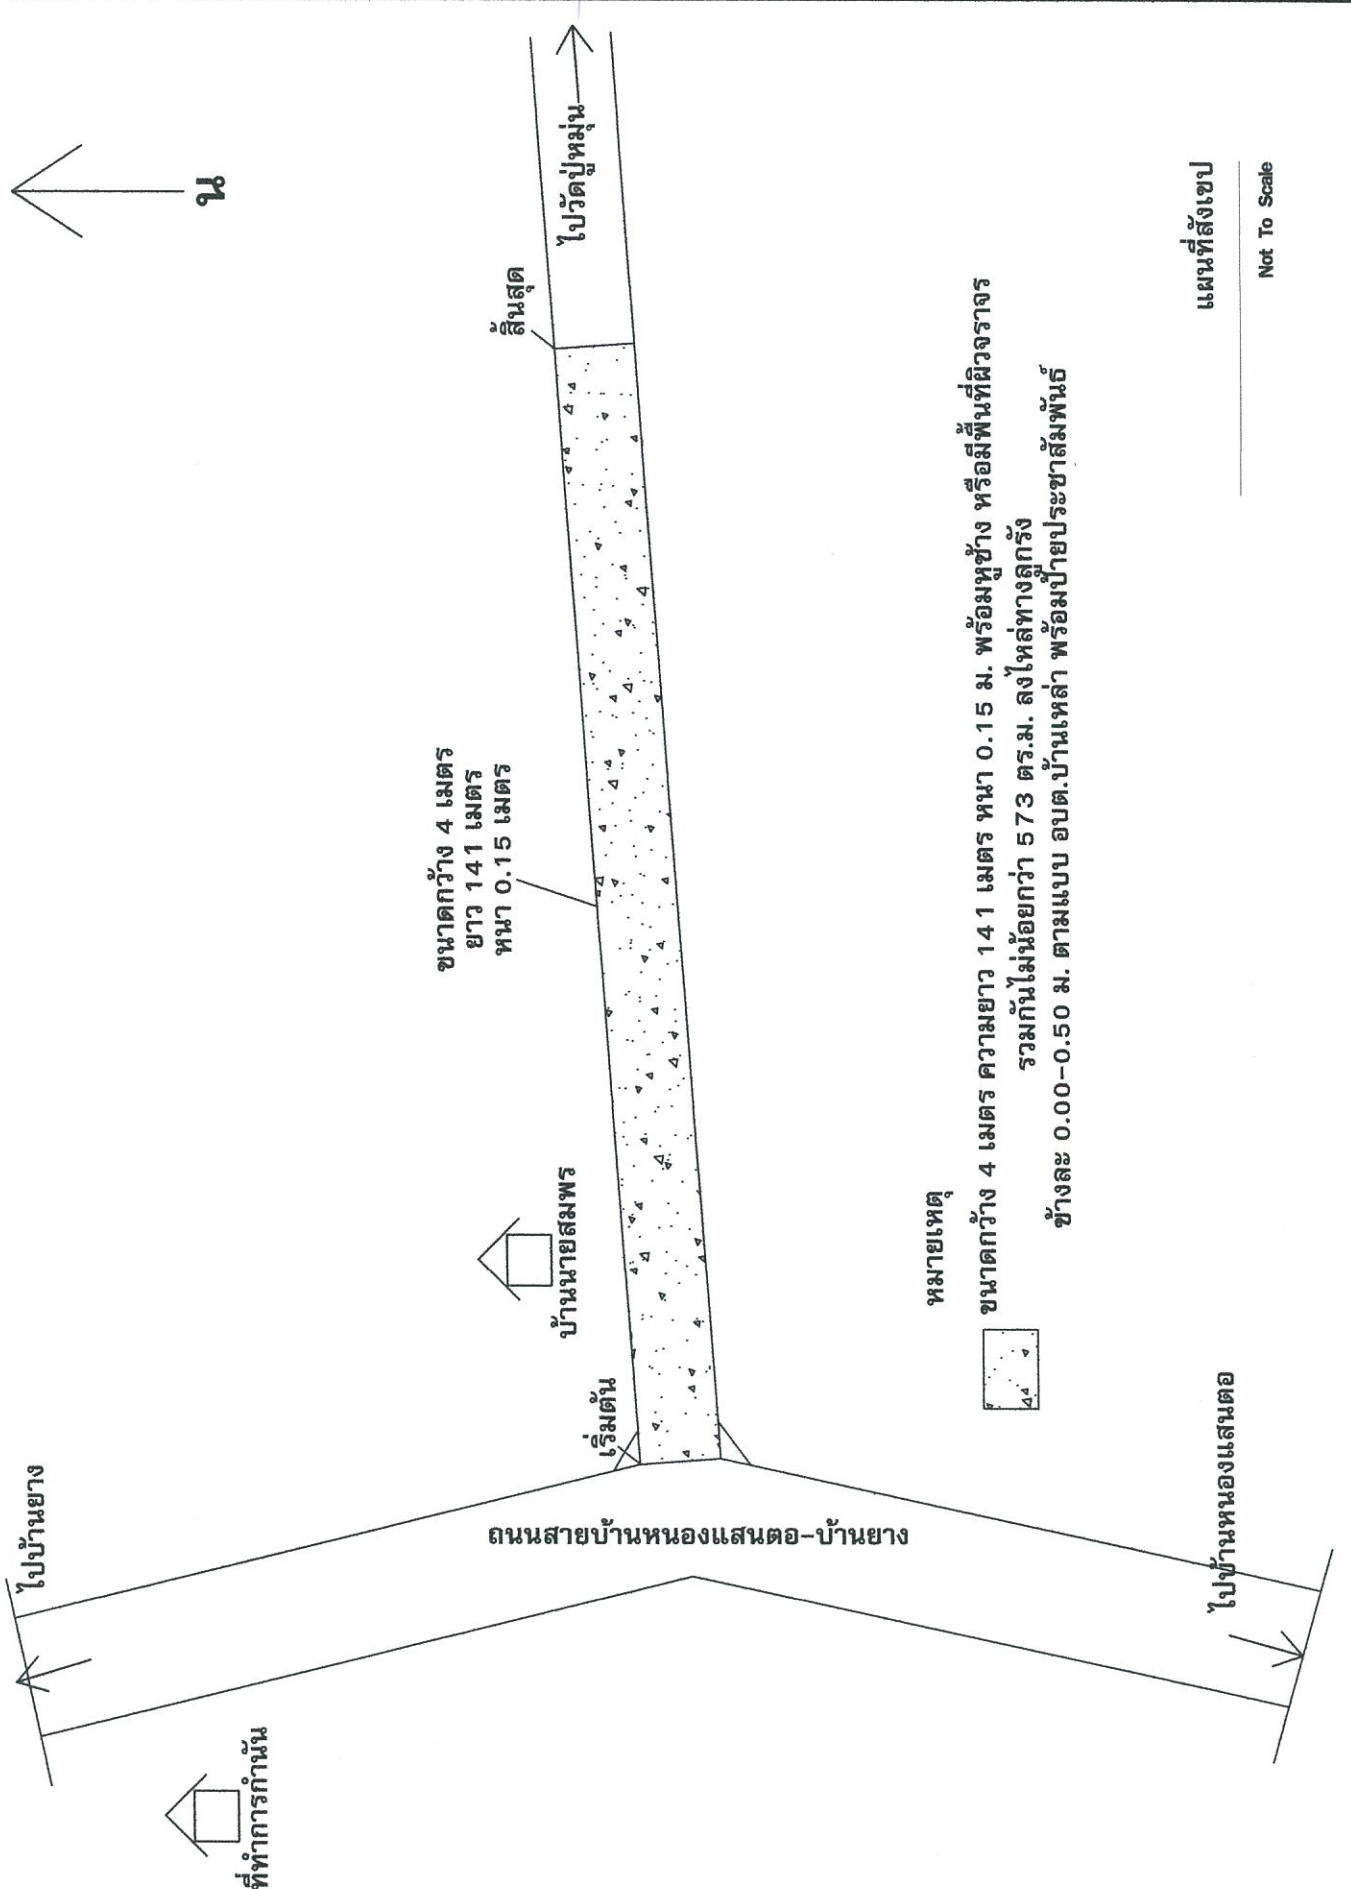 น
ไปบ้านยาง
ที่ทำการกำนัน
ขนาดกว้าง 4 เมตร
ยาว 141 เมตร
หนา 0.15 เมตร
สิ้นสุด
ไปวัดปู่หมุ่น
บ้านนายสมพร
เริ่มต้น
ถนนสายบ้านหนองแสนตอ-บ้านยาง
หมายเหตุ
ขนาดกว้าง 4 เมตร ความยาว 141 เมตร หนา 0.15 ม. พร้อมหูช้าง หรือมีพื้นที่ผิวจราจร
รวมกันไม่น้อยกว่า 573 ตร.ม. ลงไหล่ทางลูกรัง
ข้างละ 0.00-0.50 ม. ตามแบบ อบต.บ้านเหล่า พร้อมป้ายประชาสัมพันธ์
ไปบ้านหนองแสนตอ
แผนที่สังเขป
Not To Scale